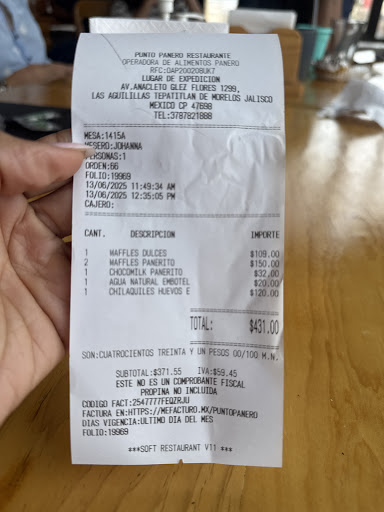 PUNTO PANERO RESTAURANTE
OPERADORA DE ALIMENTOS PANERO
RFC:OAP200208UK7
LUGAR DE EXPEDICION
AV.ANACLETO GLEZ FLORES 1299,
LAS AGUILILLAS TEPATITLAN DE MORELOS JALISCO
MEXICO CP 47698
TEL:3787821888
MESA:1415A
MESERO:JOHANNA
PERSONAS:1
ORDEN:66
FOLIO:19969
13/06/2025 11:49:34 AM
13/06/2025 12:35:05 PM
CAJERO:
CANT. DESCRIPCION IMPORTE
1 WAFFLES DULCES $109.00
2 WAFFLES PANERITO $150.00
1 CHOCOMILK PANERITO $32.00
1 AGUA NATURAL EMBOTEL $20.00
1 CHILAQUILES HUEVOS E $120.00
TOTAL: $431.00
SON:CUATROCIENTOS TREINTA Y UN PESOS 00/100 M.N.
SUBTOTAL:$371.55 IVA:$59.45
ESTE NO ES UN COMPROBANTE FISCAL
PROPINA NO INCLUIDA
CODIGO FACT:2547777FEQZRJU
FACTURA EN:HTTPS://MEFACTURO.MX/PUNTOPANERO
DIAS VIGENCIA:ULTIMO DIA DEL MES
FOLIO:19969
***SOFT RESTAURANT V11 ***